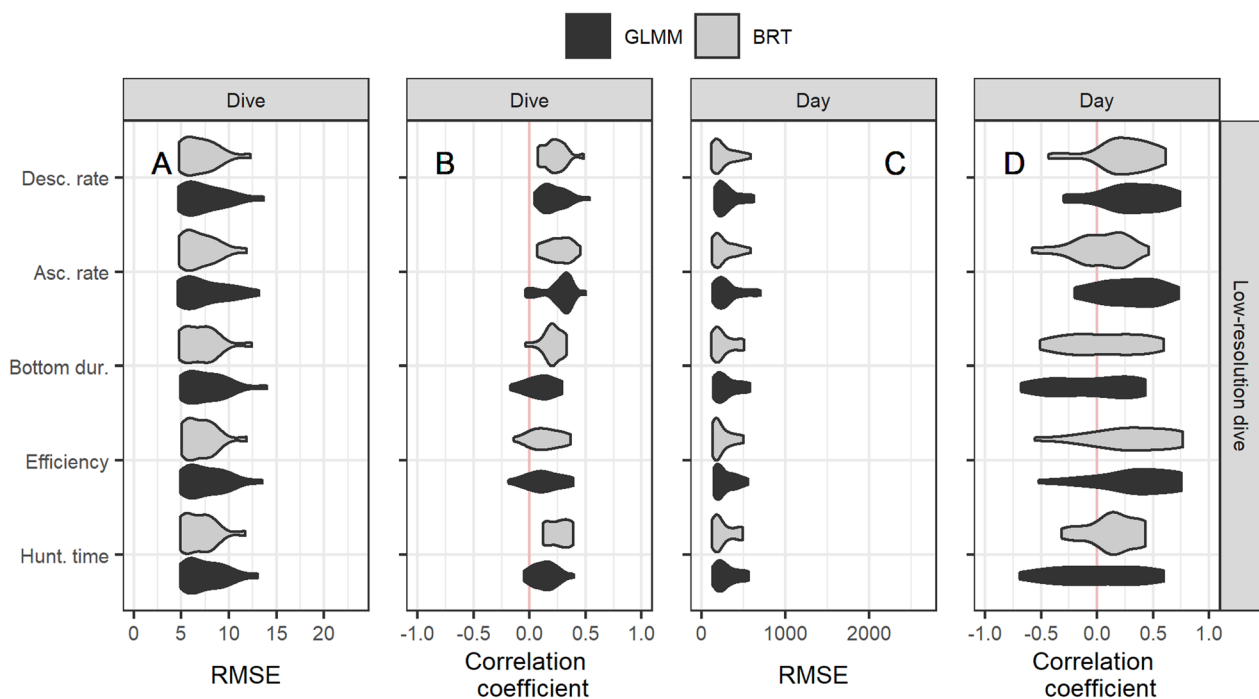 GLMM BRT
Dive Dive Day Day
A B C D
Desc. rate
Asc. rate
Bottom dur.
Efficiency
Hunt. time
Low-resolution dive
0 5 10 15 20 -1.0 -0.5 0.0 0.5 1.0 0 1000 2000 -1.0 -0.5 0.0 0.5 1.0
RMSE Correlation RMSE Correlation
coefficient coefficient